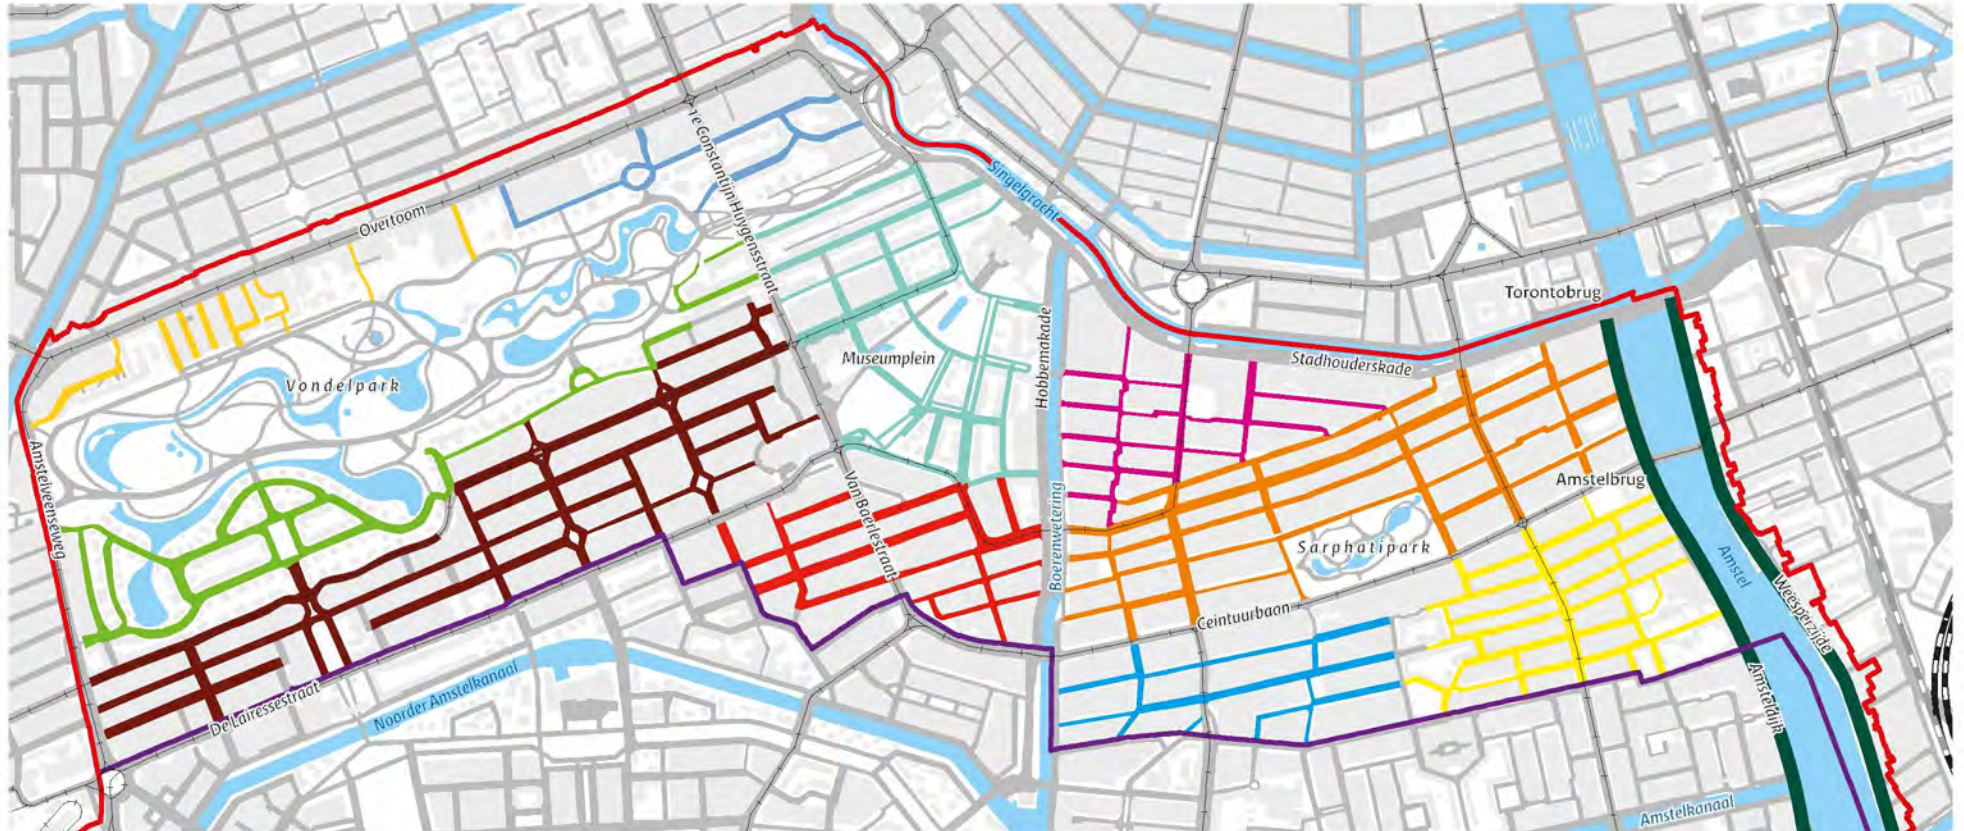 1e Constantijn Huygensstraat
Singelgracht
Overtoom
Torontobrug
Hobbemakade
Museumplein
Stadhouderskade
Vondelpark
Amstelveenseweg
Van Baerlestraat
Amstelbrug
Boerenwetering
Sarphatipark
Amstel
Weesperzijde
Ceintuurbaan
De Lairessestraat
Noorder Amstelkanaal
Amsteldijk
Amstelkanaal